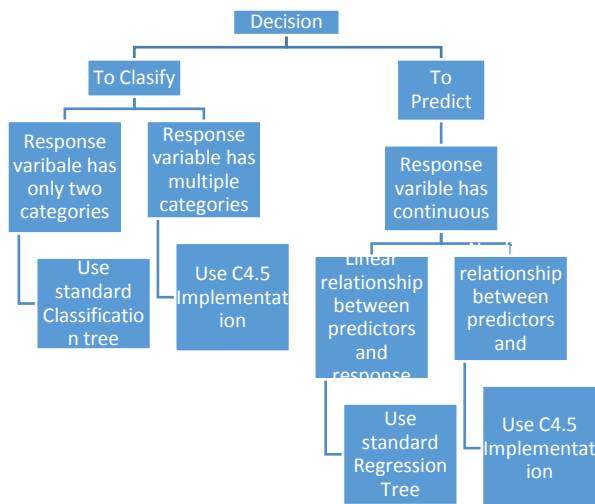 Decision
To Clasify
To
Predict
Response
varibale has
only two
categories
Response
variable has
multiple
categories
Response
varible has
continuous
Use
standard
Classificatio
n tree
Use C4.5
Implementat
ion
Linear
relationship
between
predictors
and
response
relationship
between
predictors
and
Use
standard
Regression
Tree
Use C4.5
Implementat
ion